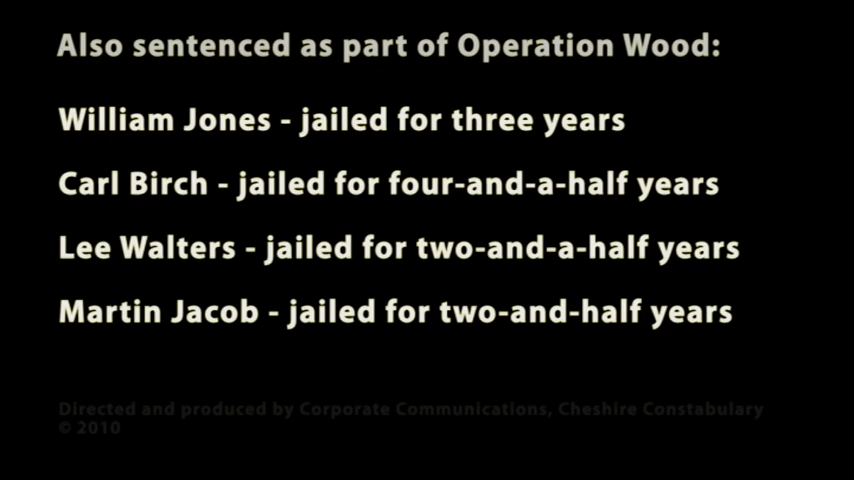 Also sentenced as part of Operation Wood:
William Jones - jailed for three years
Carl Birch - jailed for four-and-a-half years
Lee Walters - jailed for two-and-a-half years
Martin Jacob - jailed for two-and-half years
Directed and produced by Corporate Communications, Cheshire Constabulary
© 2010